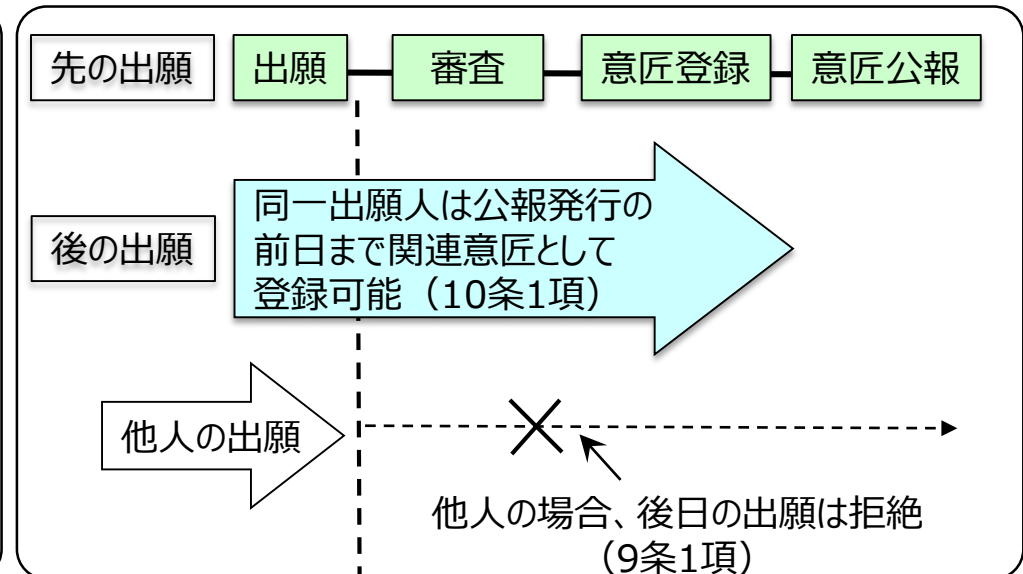 先の出願
出願
審査
意匠登録
意匠公報
後の出願
同一出願人は公報発行の
前日まで関連意匠として
登録可能（10条1項）
他人の出願
他人の場合、後日の出願は拒絶
（9条1項）